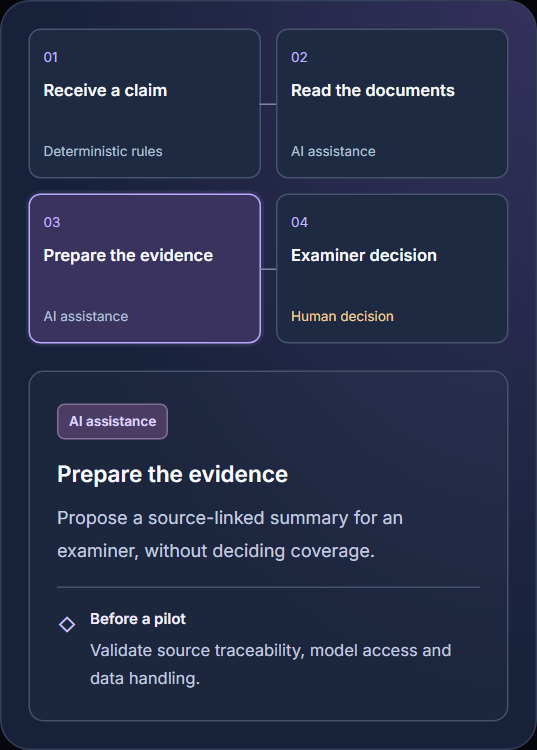 01
Receive a claim
Deterministic rules
02
Read the documents
AI assistance
03
Prepare the evidence
AI assistance
04
Examiner decision
Human decision
AI assistance
Prepare the evidence
Propose a source-linked summary for an
examiner, without deciding coverage.
Before a pilot
Validate source traceability, model access and
data handling.